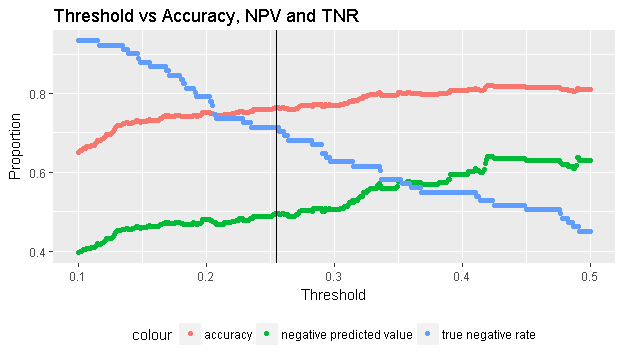 Threshold vs Accuracy, NPV and TNR
Proportion
0.8
0.6
0.4
0.1 0.2 0.3 0.4 0.5
Threshold
colour accuracy negative predicted value true negative rate